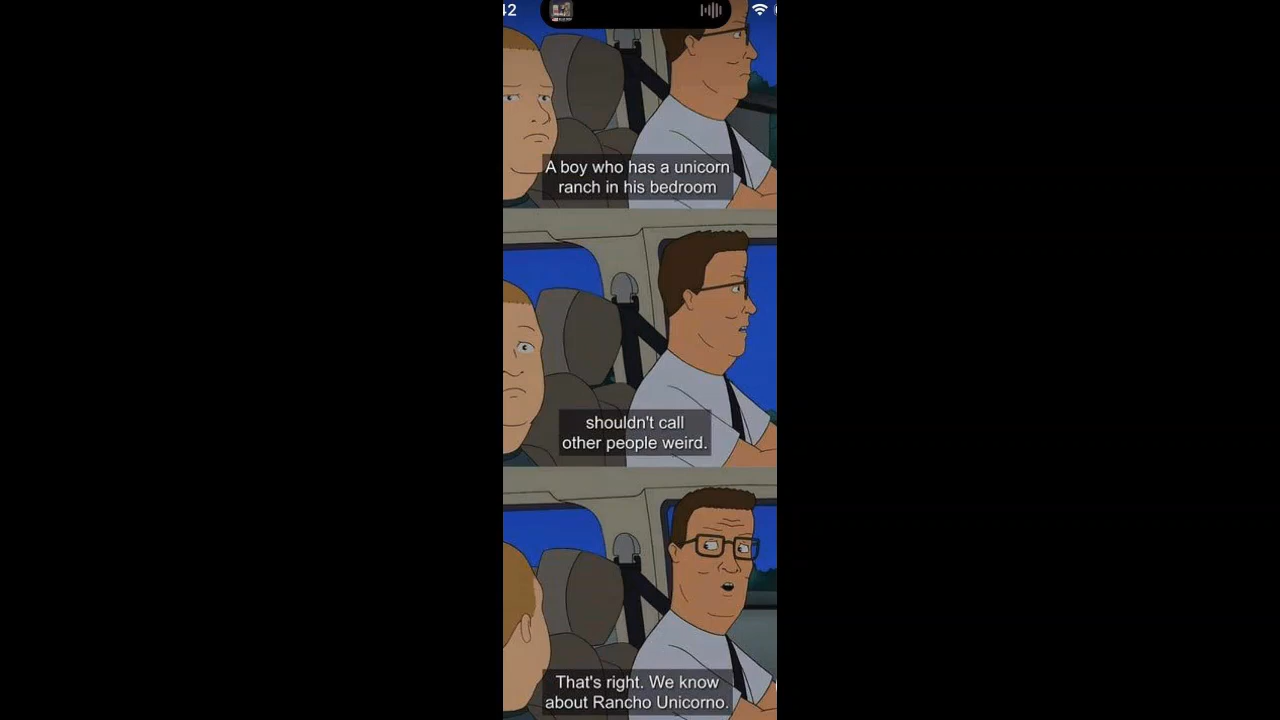 42
A boy who has a unicorn
ranch in his bedroom
shouldn't call
other people weird.
That's right. We know
about Rancho Unicorno.